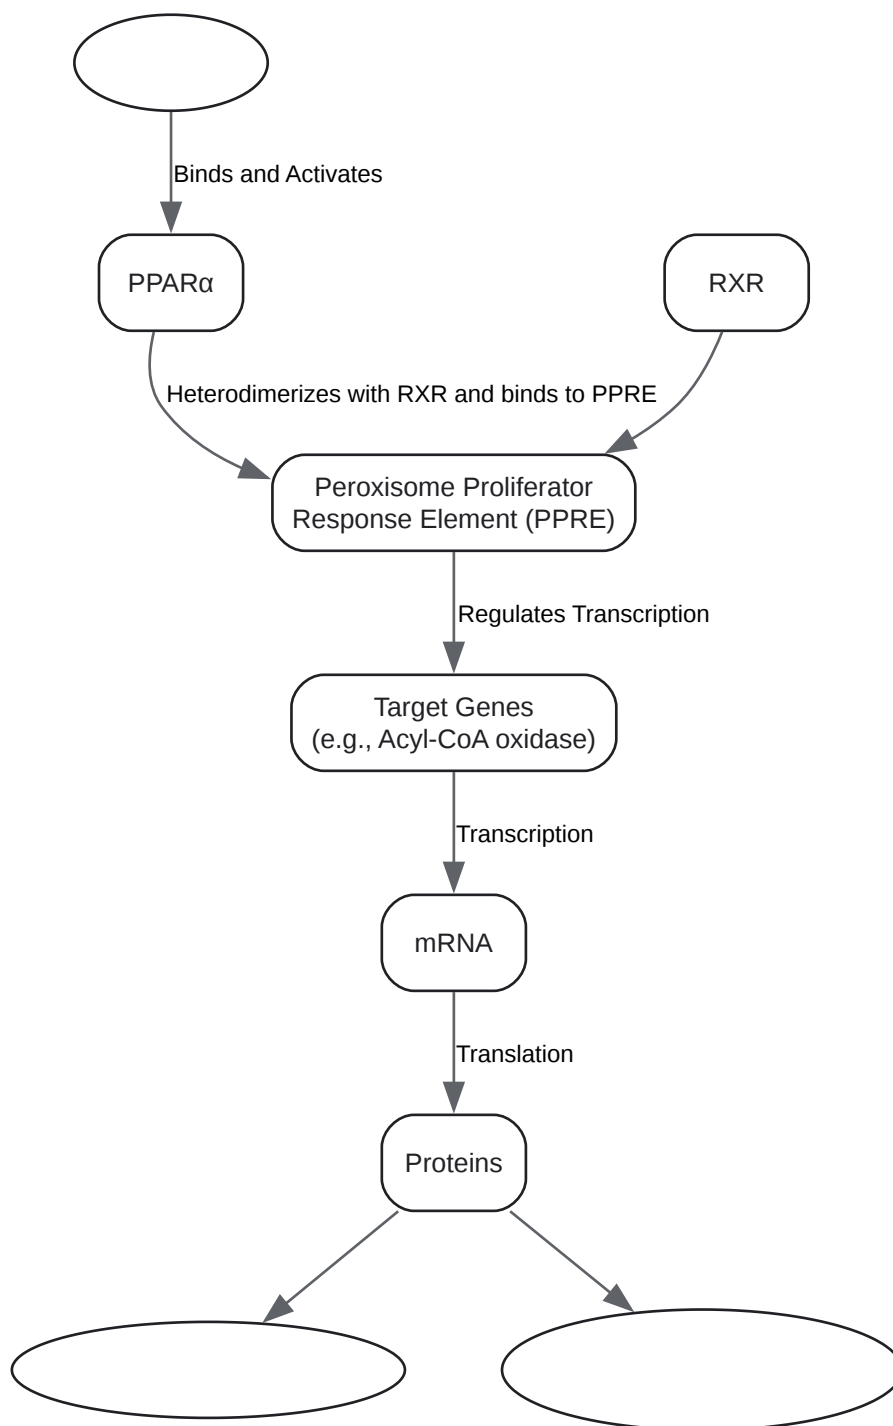 Binds and Activates
PPARα
RXR
Heterodimerizes with RXR and binds to PPRE
Peroxisome Proliferator
Response Element (PPRE)
Regulates Transcription
Target Genes
(e.g., Acyl-CoA oxidase)
Transcription
mRNA
Translation
Proteins